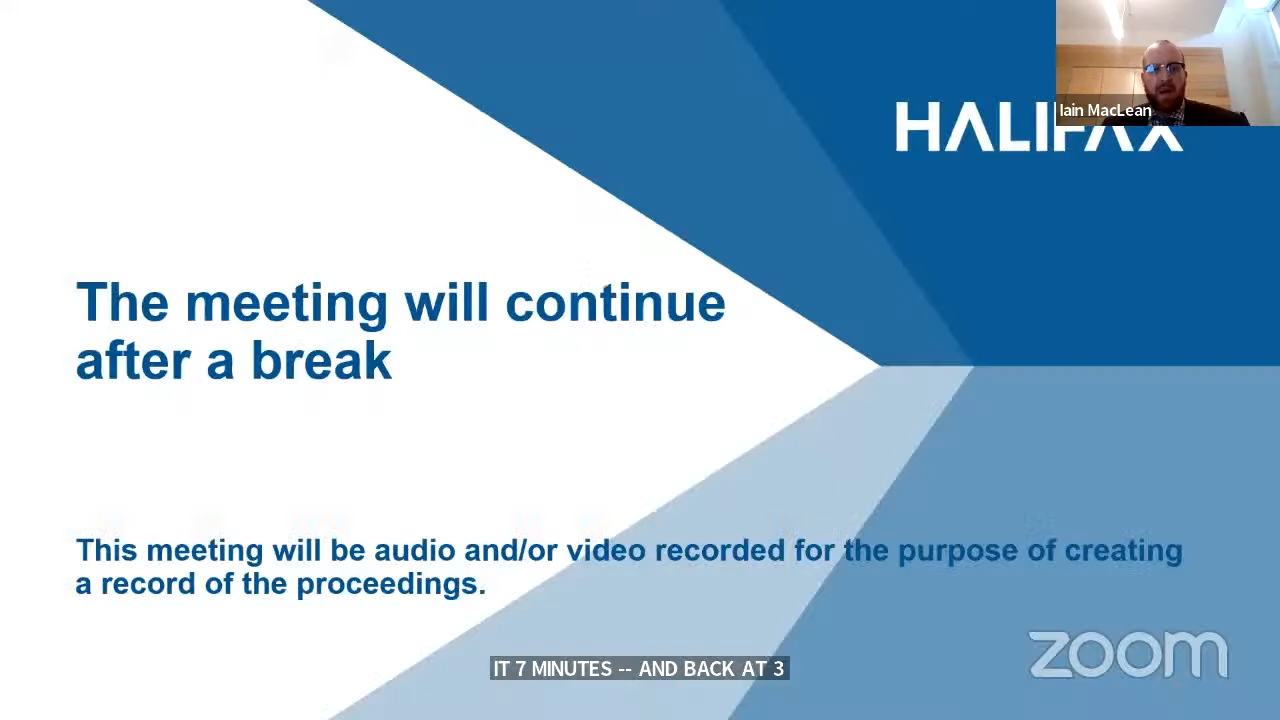 Iain MacLean
HALIFAX
The meeting will continue
after a break
This meeting will be audio and/or video recorded for the purpose of creating
a record of the proceedings.
zoom
IT 7 MINUTES -- AND BACK AT 3